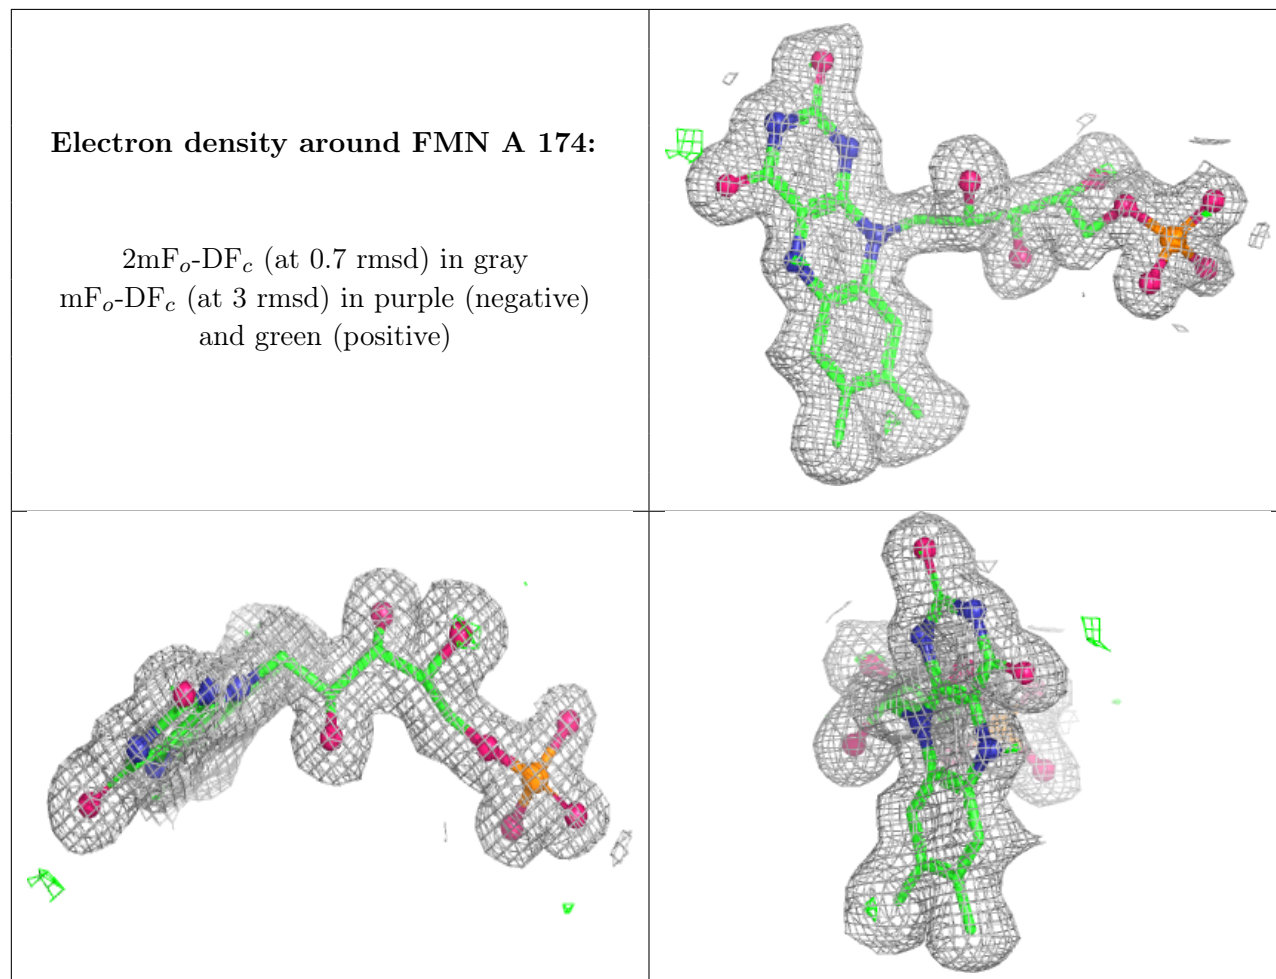 Electron density around FMN A 174:
2mFo-DFc (at 0.7 rmsd) in gray
mFo-DFc (at 3 rmsd) in purple (negative)
and green (positive)